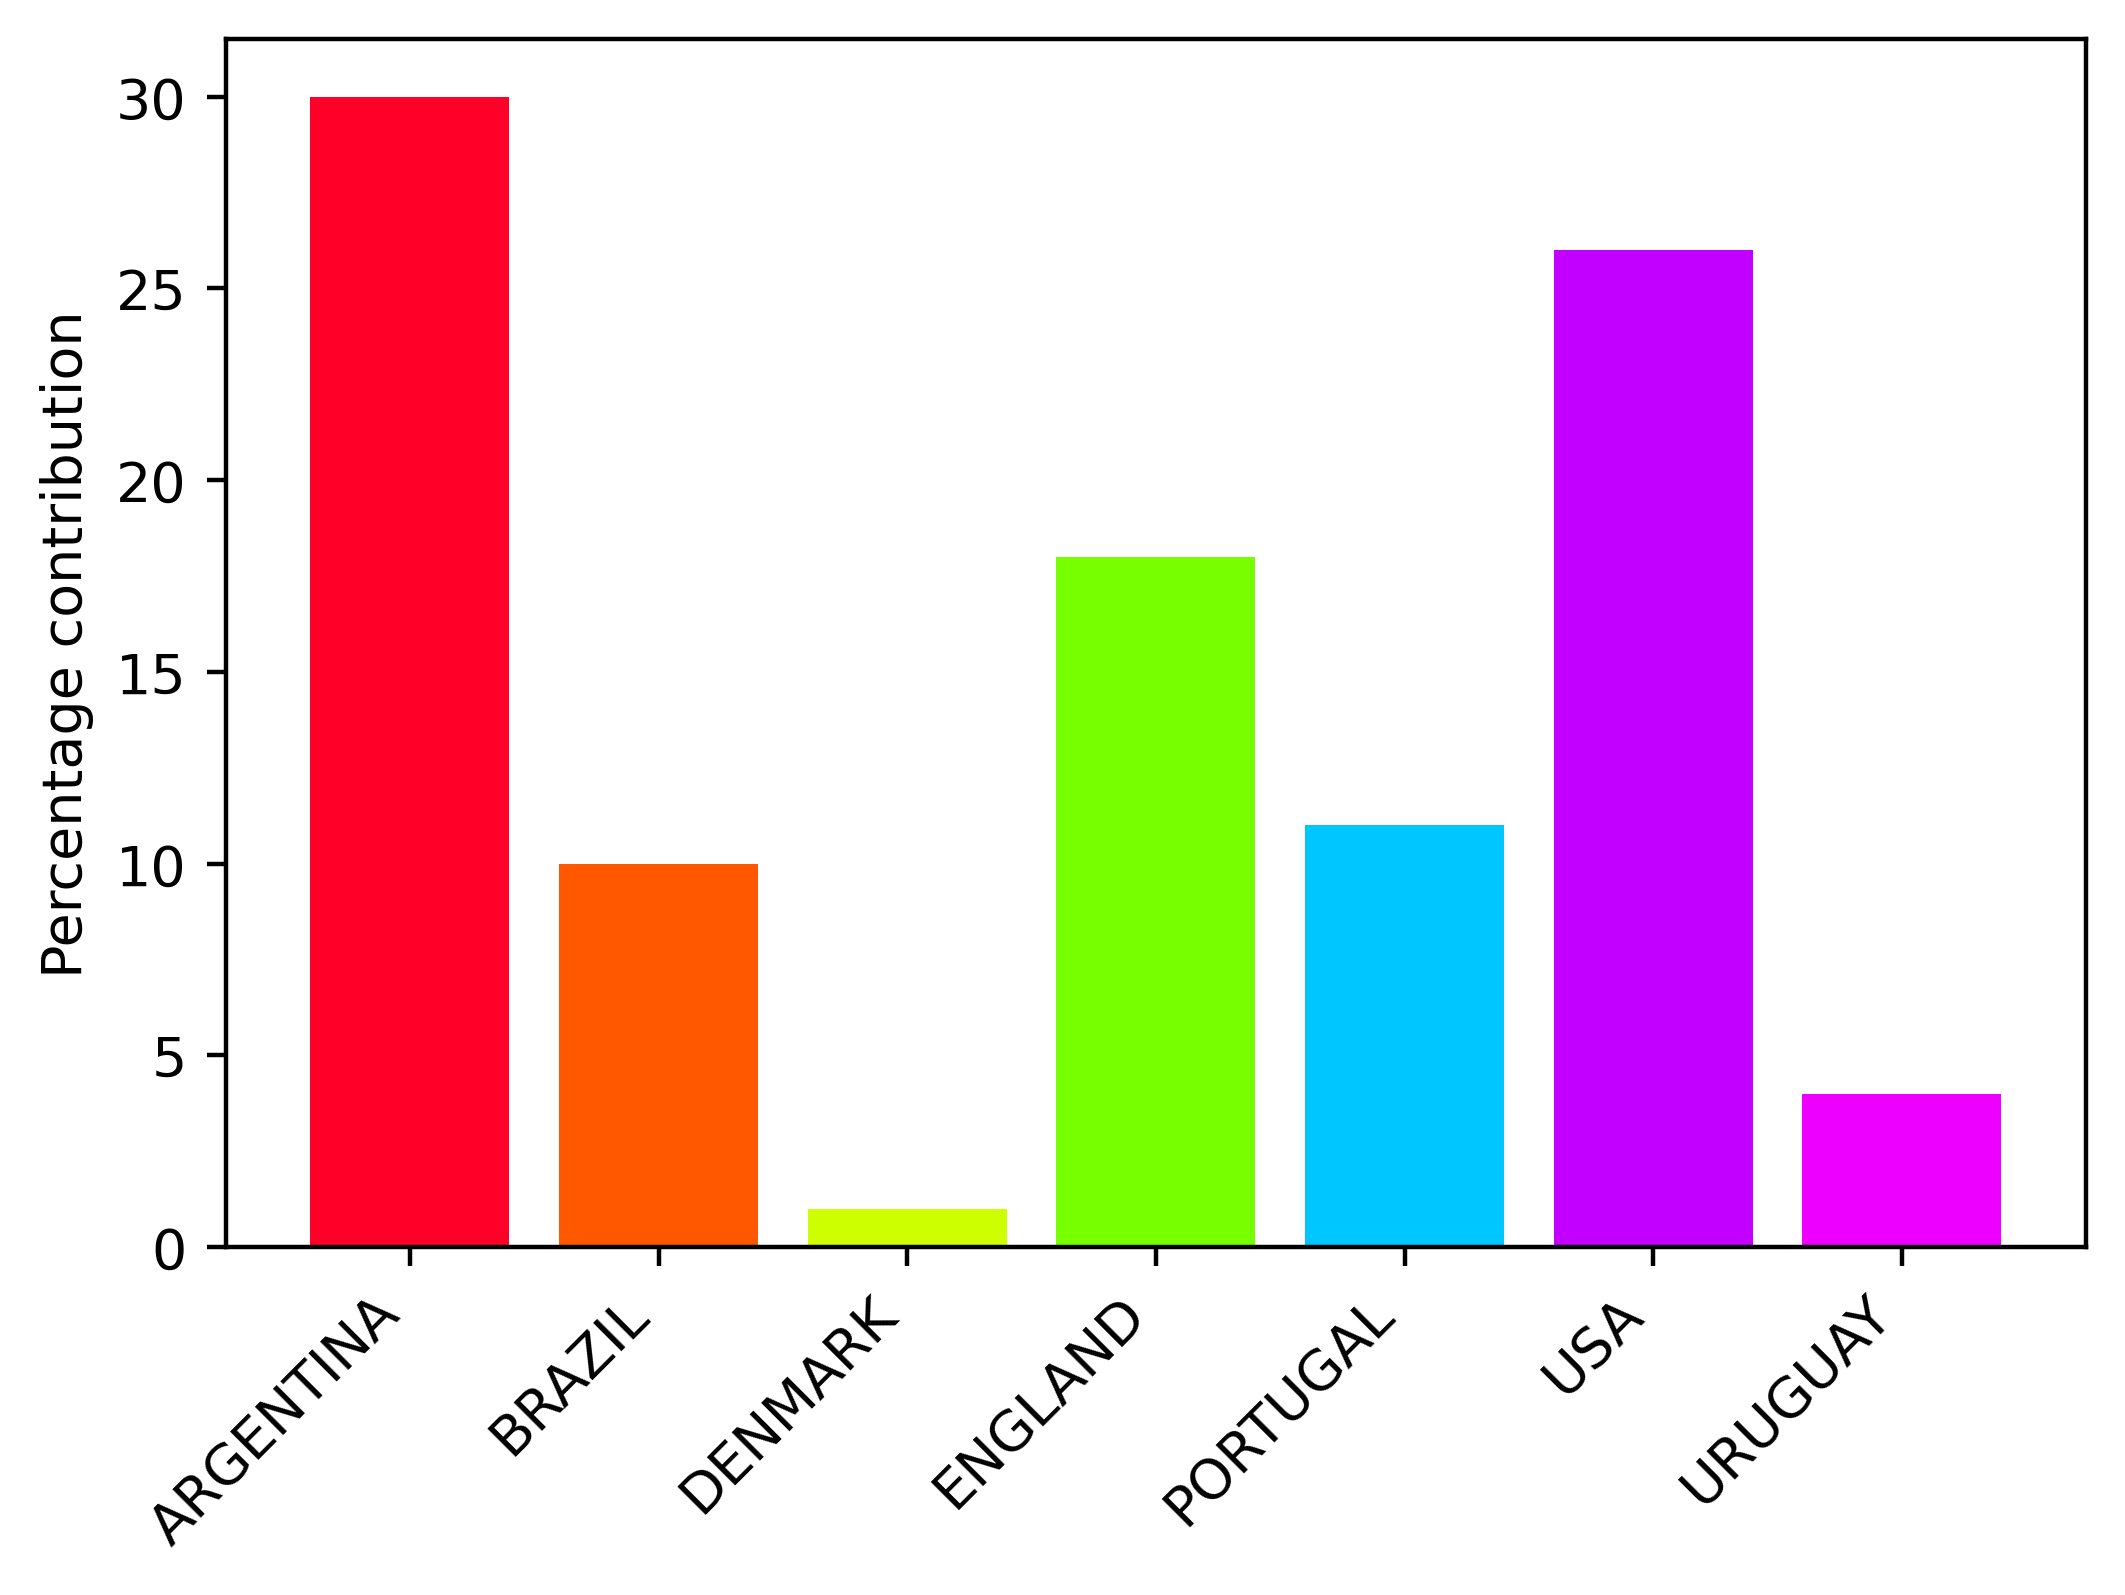 Percentage contribution
30
25
20
15
10
5
0
ARGENTINA
BRAZIL
DENMARK
ENGLAND
PORTUGAL
USA
URUGUAY